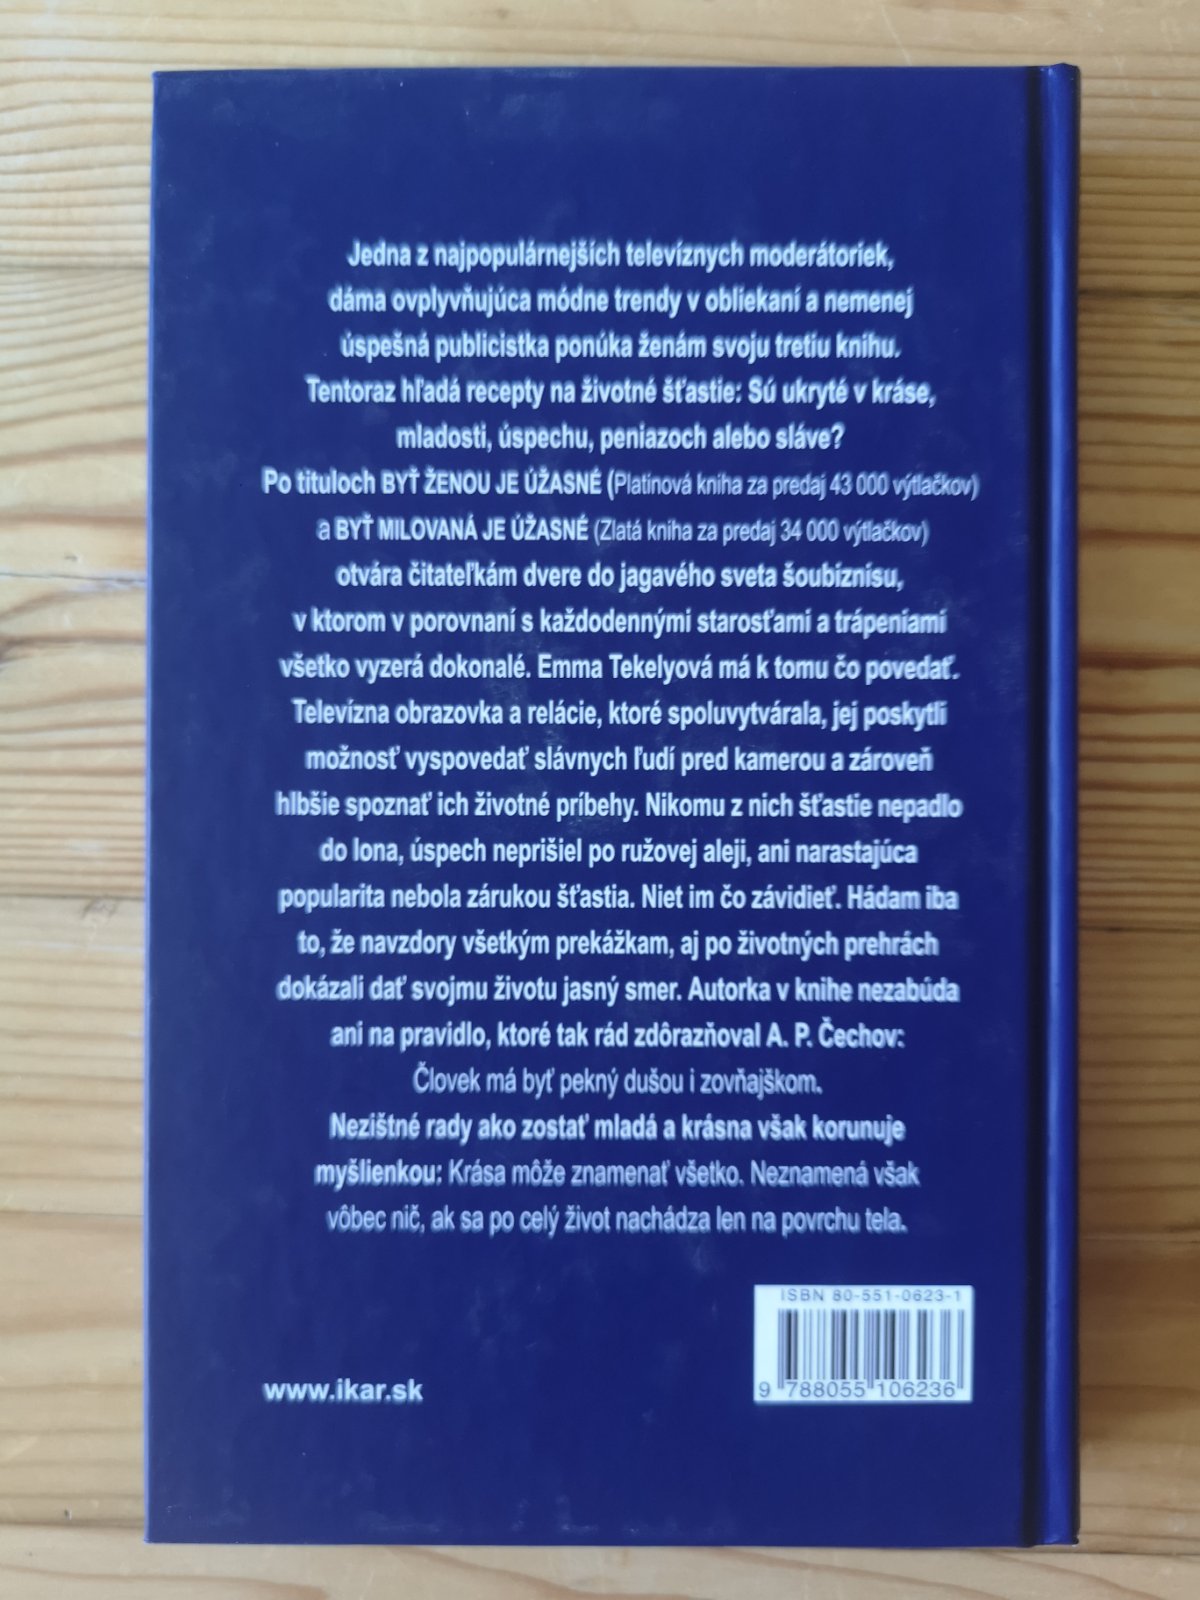 Jedna z najpopulárnejších televíznych moderátoriek,
dáma ovplyvňujúca módne trendy v obliekaní a nemenej
úspešná publicistka ponúka ženám svoju tretiu knihu.
Tentoraz hľadá recepty na životné šťastie: Sú ukryté v kráse,
mladosti, úspechu, peniazoch alebo sláve?
Po tituloch BYŤ ŽENOU JE ÚŽASNÉ (Platinová kniha za predaj 43 000 výtlačkov)
a BYŤ MILOVANÁ JE ÚŽASNÉ (Zlatá kniha za predaj 34 000 výtlačkov)
otvára čitateľkám dvere do jagavého sveta šoubiznisu,
v ktorom v porovnaní s každodennými starosťami a trápeniami
všetko vyzerá dokonalé. Emma Tekelyová má k tomu čo povedať.
Televízna obrazovka a relácie, ktoré spoluvytvárala, jej poskytli
možnosť vyspovedať slávnych ľudí pred kamerou a zároveň
hlbšie spoznať ich životné príbehy. Nikomu z nich šťastie nepadlo
do lona, úspech neprišiel po ružovej aleji, ani narastajúca
popularita nebola zárukou šťastia. Niet im čo závidieť. Hádam iba
to, že navzdory všetkým prekážkam, aj po životných prehrách
dokázali dať svojmu životu jasný smer. Autorka v knihe nezabúda
ani na pravidlo, ktoré tak rád zdôrazňoval A. P. Čechov:
Človek má byť pekný dušou i zovňajškom.
Nezištné rady ako zostať mladá a krásna však korunuje
myšlienkou: Krása môže znamenať všetko. Neznamená však
vôbec nič, ak sa po celý život nachádza len na povrchu tela.
ISBN 80-551-0623-1
9 788055 106236
www.ikar.sk